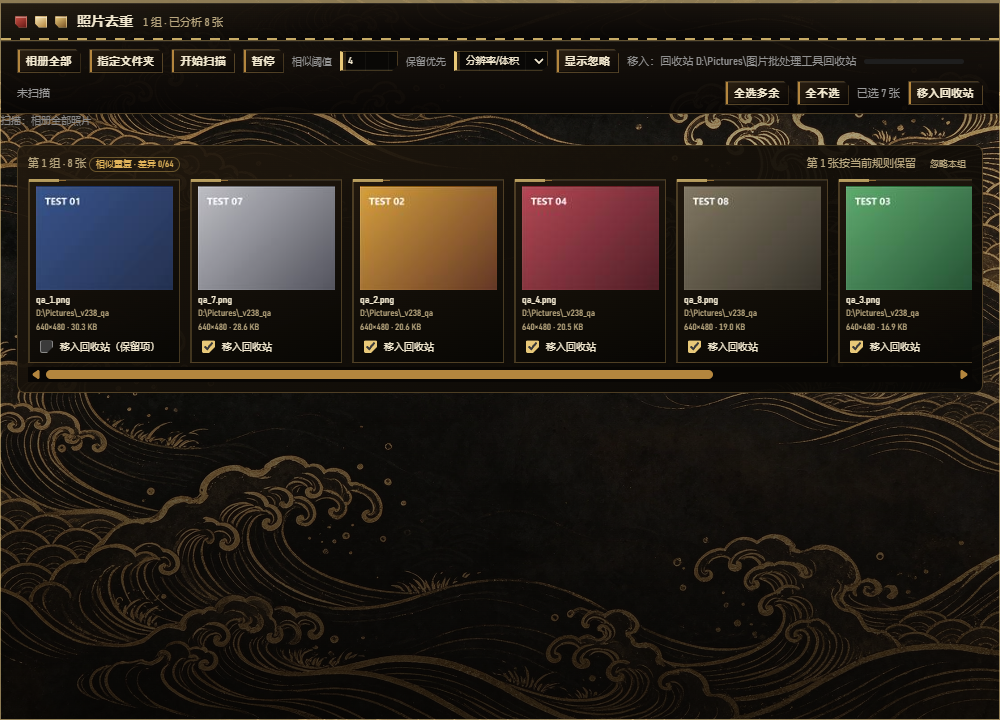 照片去重 1 组 · 已分析 8 张
相册全部 指定文件夹 开始扫描 暂停 相似阈值 4 保留优先 分辨率/体积 显示忽略 移入：回收站 D:\Pictures\图片批处理工具回收站
未扫描 全选多余 全不选 已选 7 张 移入回收站
扫描：相册全部照片
第 1 组 · 8 张 相似重复 · 差异 0/64 第 1 张按当前规则保留 忽略本组
TEST 01 TEST 07 TEST 02 TEST 04 TEST 08 TEST 03
qa_1.png qa_7.png qa_2.png qa_4.png qa_8.png qa_3.png
D:\Pictures\_v238_qa D:\Pictures\_v238_qa D:\Pictures\_v238_qa D:\Pictures\_v238_qa D:\Pictures\_v238_qa D:\Pictures\_v238_qa
640×480 · 30.3 KB 640×480 · 28.6 KB 640×480 · 20.6 KB 640×480 · 20.5 KB 640×480 · 19.0 KB 640×480 · 16.9 KB
移入回收站（保留项） 移入回收站 移入回收站 移入回收站 移入回收站 移入回收站